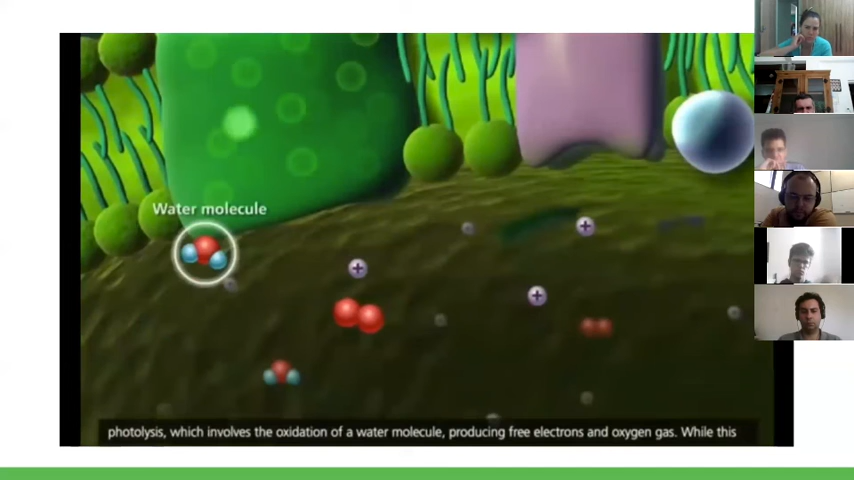 Water molecule
+
+
+
photolysis, which involves the oxidation of a water molecule, producing free electrons and oxygen gas. While this